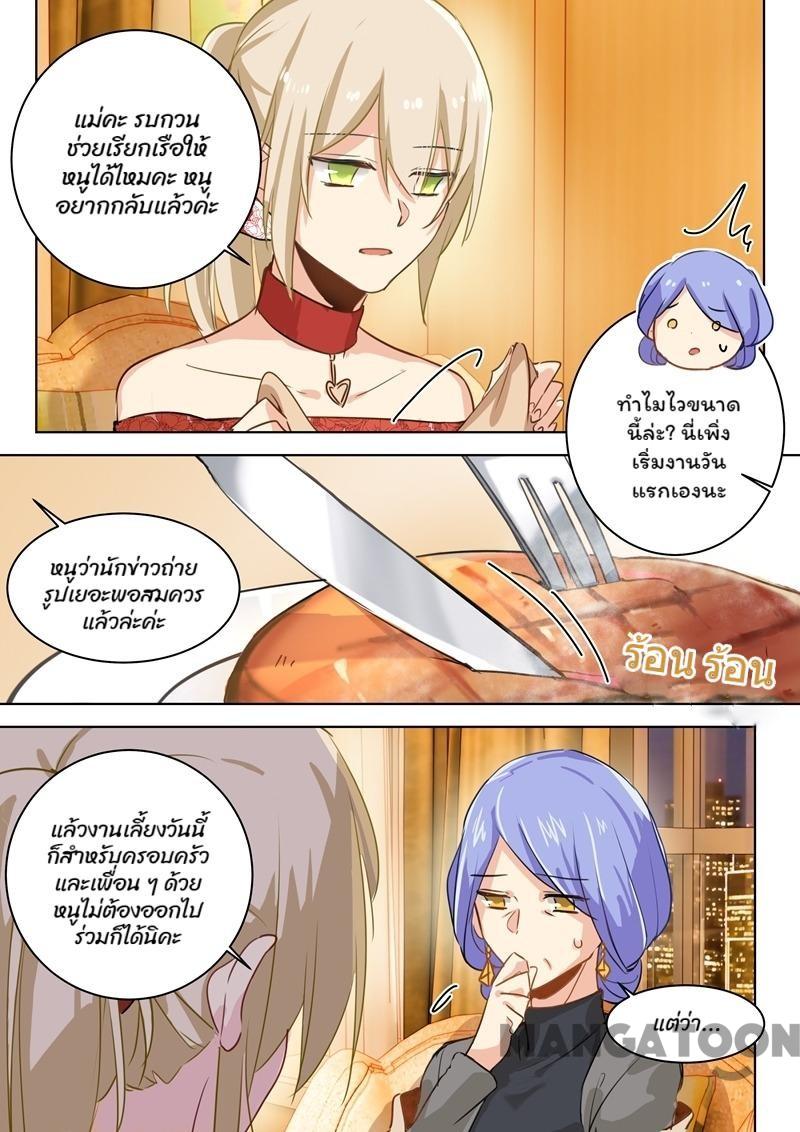 แม่คะ รบกวน
ช่วยเรียกเรือให้
หนูได้ไหมคะ หนู
อยากกลับแล้วค่ะ
ทำไมไวขนาด
นี้ล่ะ? นี่เพิ่ง
เริ่มงานวัน
แรกเองนะ
หนูว่านักข่าวถ่าย
รูปเยอะพอสมควร
แล้วล่ะค่ะ
ร้อน ร้อน
แล้วงานเลี้ยงวันนี้
ก็สำหรับครอบครัว
และเพื่อน ๆ ด้วย
หนูไม่ต้องออกไป
ร่วมก็ได้นิคะ
แต่ว่า...
MANGATOON